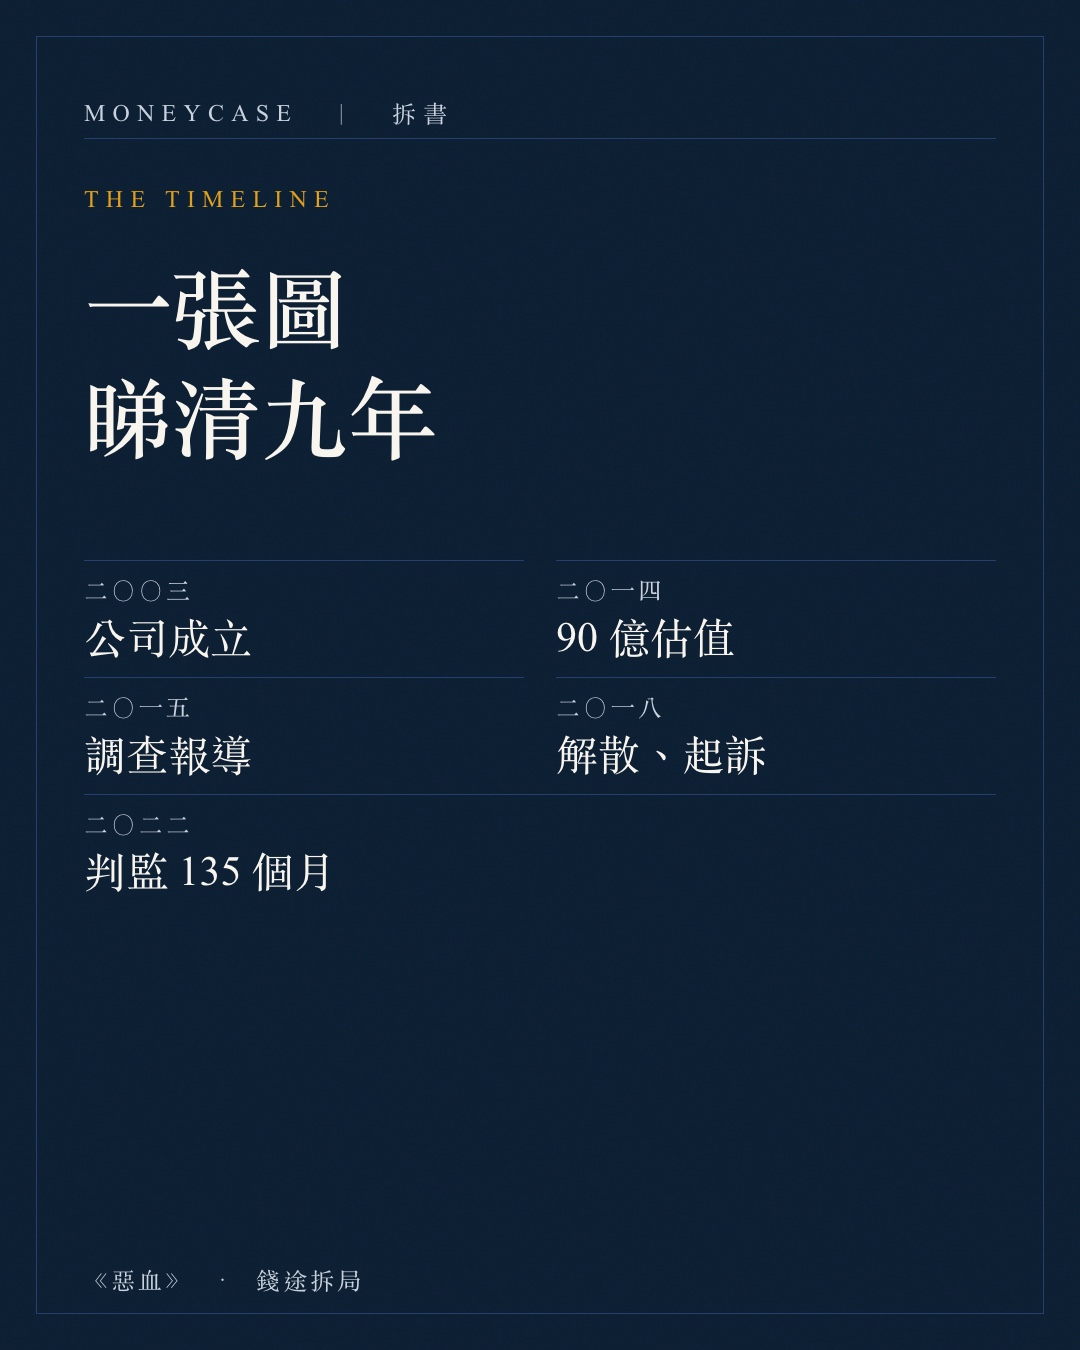 MONEYCASE | 拆書
THE TIMELINE
一張圖
睇清九年
二〇〇三
公司成立
二〇一四
90 億估值
二〇一五
調查報導
二〇一八
解散、起訴
二〇二二
判監 135 個月
《惡血》 · 錢途拆局